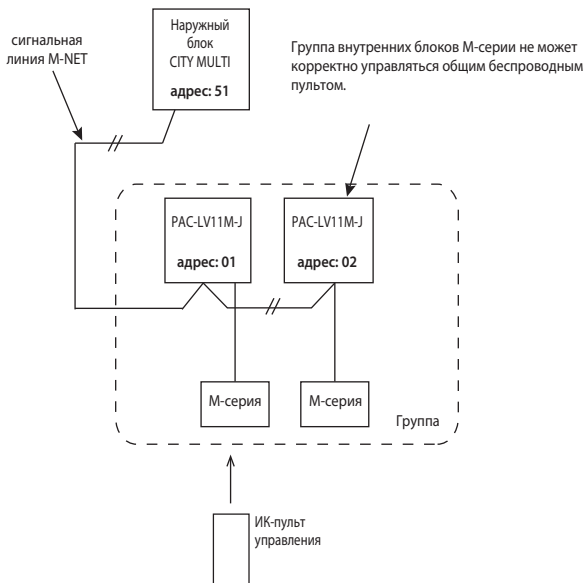 сигнальная
линия M-NET
Наружный
блок
CITY MULTI
адрес: 51
Группа внутренних блоков М-серии не может
корректно управляться общим беспроводным
пультом.
PAC-LV11M-J
адрес: 01
PAC-LV11M-J
адрес: 02
М-серия
М-серия
Группа
ИК-пульт
управления